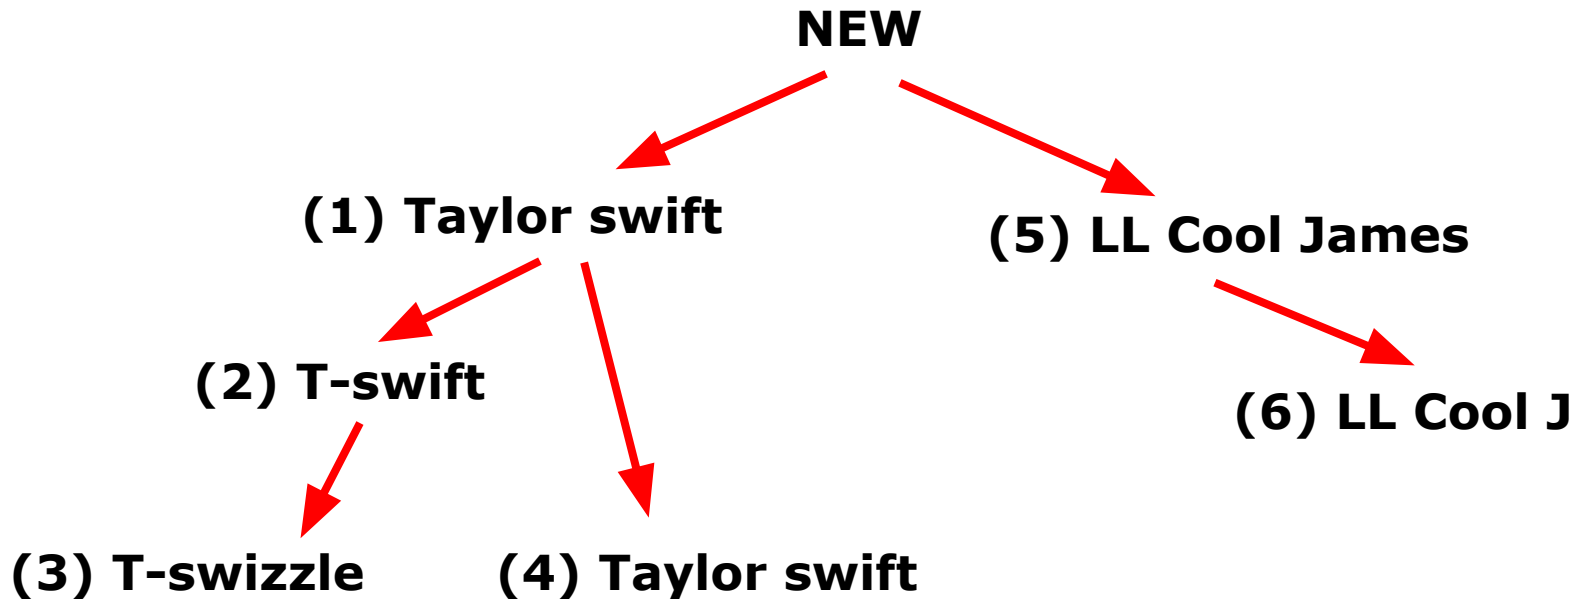 NEW
(1) Taylor swift
(5) LL Cool James
(2) T-swift
(6) LL Cool J
(3) T-swizzle
(4) Taylor swift